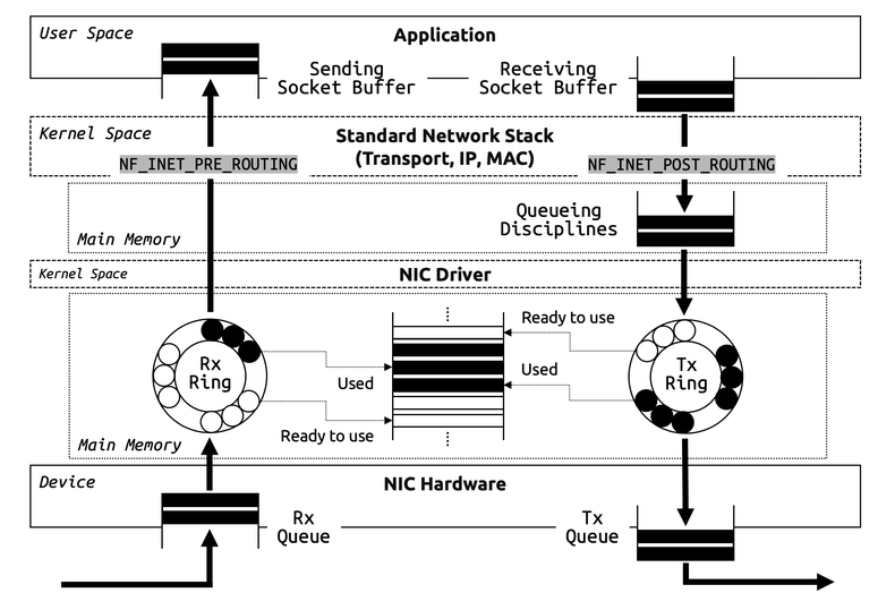 User Space
Application
Sending
Socket Buffer
Receiving
Socket Buffer
Kernel Space
Standard Network Stack
(Transport, IP, MAC)
NF_INET_PRE_ROUTING
NF_INET_POST_ROUTING
Queueing
Disciplines
Main Memory
Kernel Space
NIC Driver
Ready to use
Rx
Ring
Used
Used
Tx
Ring
Ready to use
Main Memory
Device
NIC Hardware
Rx
Queue
Tx
Queue